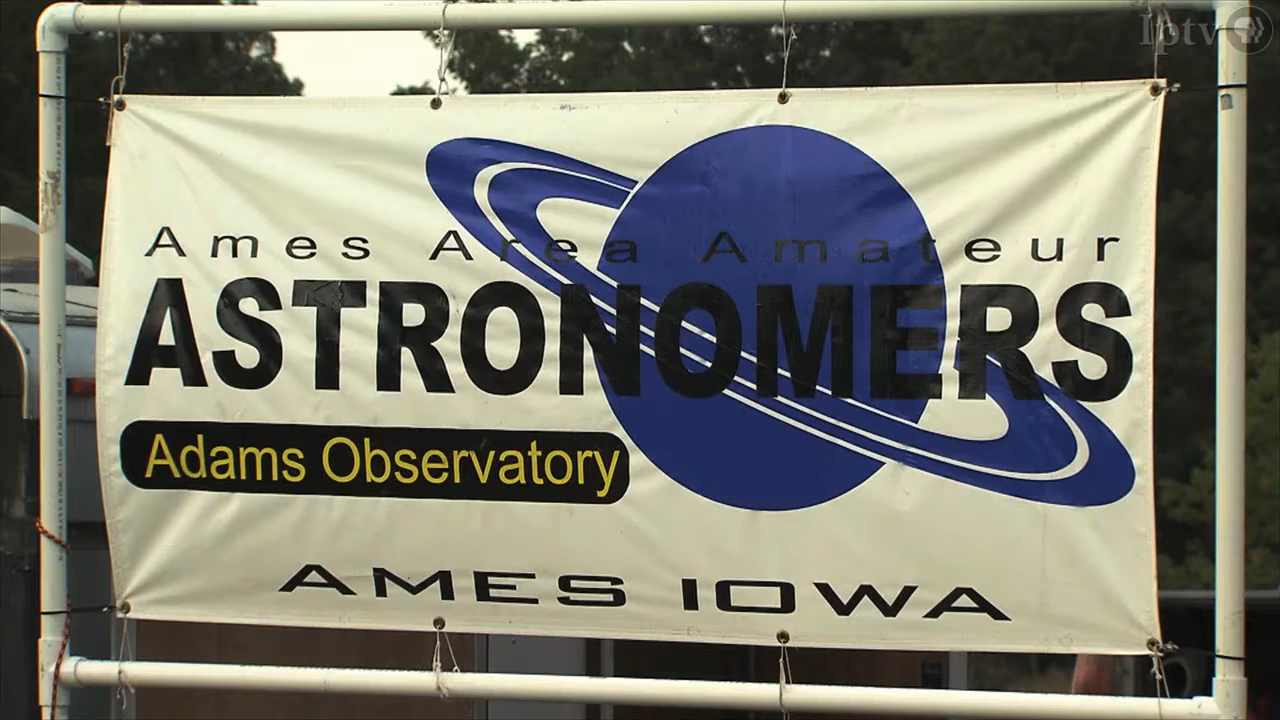 Iptv
Ames Area Amateur
ASTRONOMERS
Adams Observatory
AMES IOWA